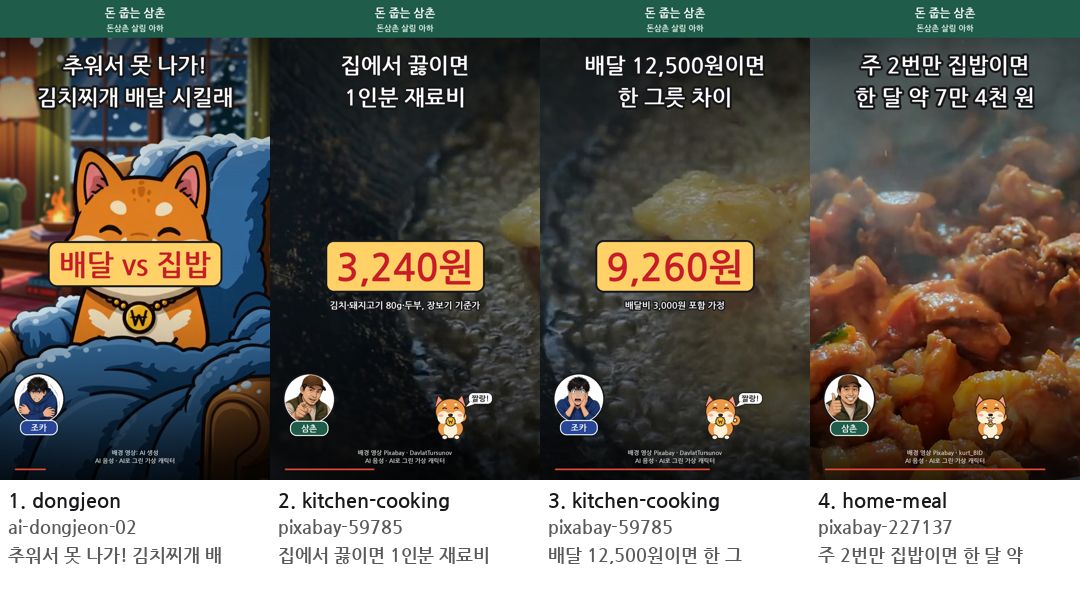 돈 줍는 삼촌
돈삼촌 살림 아하
추워서 못 나가!
김치찌개 배달 시킬래
배달 vs 집밥
₩
조카
배경 영상: AI 생성
AI 음성 · AI로 그린 가상 캐릭터
1. dongjeon
ai-dongjeon-02
추워서 못 나가! 김치찌개 배
돈 줍는 삼촌
돈삼촌 살림 아하
집에서 끓이면
1인분 재료비
3,240원
김치·돼지고기 80g·두부, 장보기 기준가
짤랑!
삼촌
배경 영상 Pixabay · DavlatTursunov
AI 음성 · AI로 그린 가상 캐릭터
2. kitchen-cooking
pixabay-59785
집에서 끓이면 1인분 재료비
돈 줍는 삼촌
돈삼촌 살림 아하
배달 12,500원이면
한 그릇 차이
9,260원
배달비 3,000원 포함 가정
짤랑!
조카
배경 영상 Pixabay · DavlatTursunov
AI 음성 · AI로 그린 가상 캐릭터
3. kitchen-cooking
pixabay-59785
배달 12,500원이면 한 그
돈 줍는 삼촌
돈삼촌 살림 아하
주 2번만 집밥이면
한 달 약 7만 4천 원
삼촌
배경 영상 Pixabay · kurt_BID
AI 음성 · AI로 그린 가상 캐릭터
4. home-meal
pixabay-227137
주 2번만 집밥이면 한 달 약